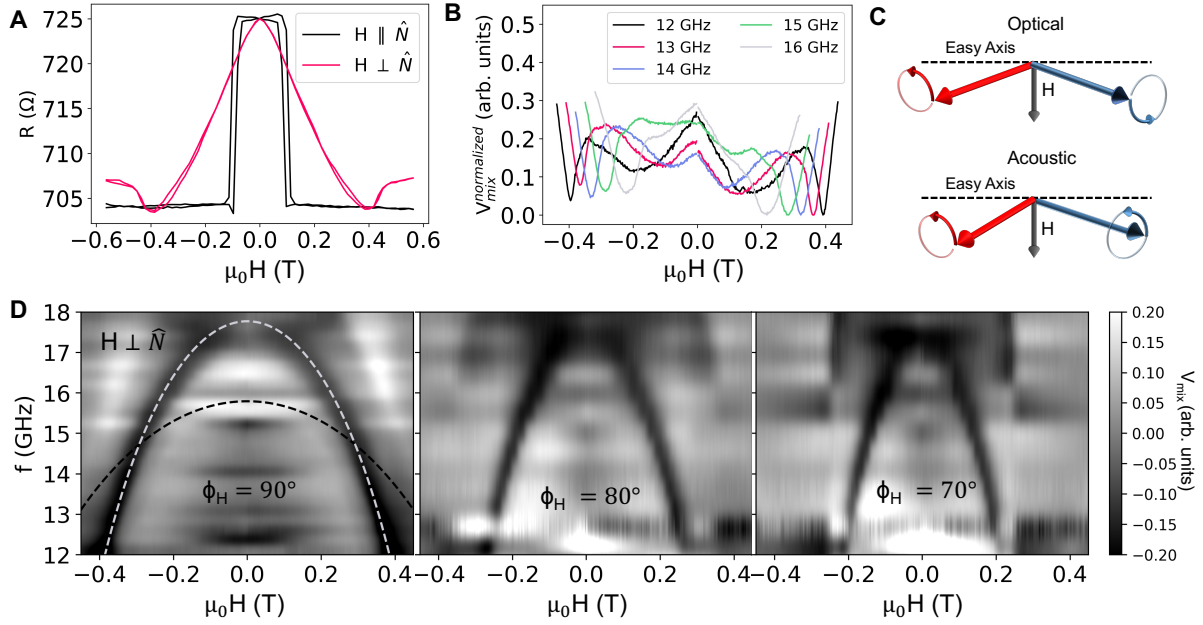 A
R (Ω)
725
720
715
710
705
H ∥ N̂
H ⊥ N̂
−0.6 −0.4 −0.2 0.0 0.2 0.4 0.6
μ₀H (T)
B
V_mix^normalized (arb. units)
0.5
0.4
0.3
0.2
0.1
0.0
12 GHz
13 GHz
14 GHz
15 GHz
16 GHz
−0.4 −0.2 0.0 0.2 0.4
μ₀H (T)
C
Optical
Easy Axis
H
Acoustic
Easy Axis
H
D
f (GHz)
18
17
16
15
14
13
12
H ⊥ N̂
ϕ_H = 90°
−0.4 −0.2 0.0 0.2 0.4
μ₀H (T)
ϕ_H = 80°
−0.4 −0.2 0.0 0.2 0.4
μ₀H (T)
ϕ_H = 70°
−0.4 −0.2 0.0 0.2 0.4
μ₀H (T)
0.20
0.15
0.10
0.05
0.00
−0.05
−0.10
−0.15
−0.20
V_mix (arb. units)